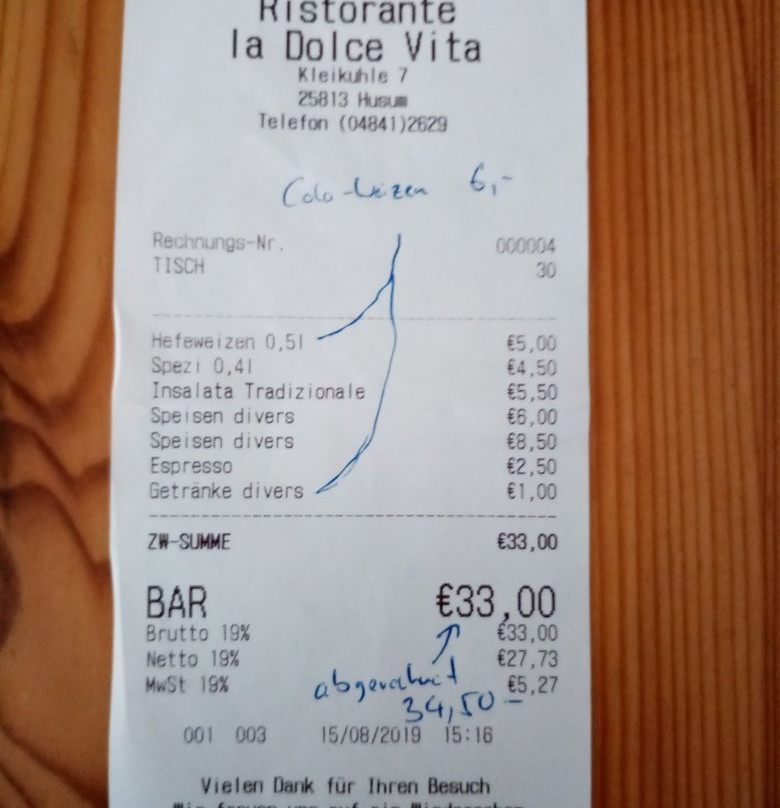 Ristorante
la Dolce Vita
Kleikuhle 7
25813 Husum
Telefon (04841)2629
Cola-Weizen 6,-
Rechnungs-Nr. 000004
TISCH 30
Hefeweizen 0,5l €5,00
Spezi 0,4l €4,50
Insalata Tradizionale €5,50
Speisen divers €6,00
Speisen divers €8,50
Espresso €2,50
Getränke divers €1,00
ZW-SUMME €33,00
BAR €33,00
Brutto 19% €33,00
Netto 19% €27,73
MwSt 19% €5,27
abgerechnet
34,50-
001 003 15/08/2019 15:16
Vielen Dank für Ihren Besuch